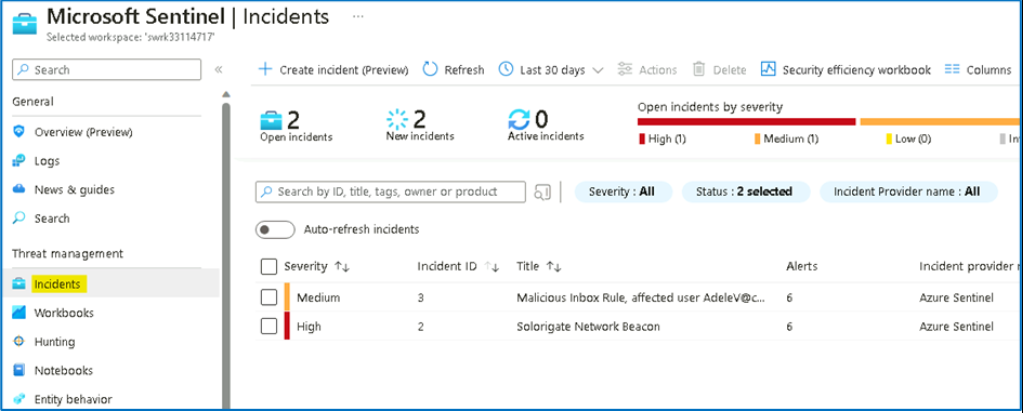 Microsoft Sentinel | Incidents ...
Selected workspace: 'swrk33114717'
Search
«
Create incident (Preview) Refresh Last 30 days Actions Delete Security efficiency workbook Columns
General
Overview (Preview)
Logs
News & guides
Search
Threat management
Incidents
Workbooks
Hunting
Notebooks
Entity behavior
2 Open incidents
2 New incidents
0 Active incidents
Open incidents by severity
High (1) Medium (1) Low (0) In
Search by ID, title, tags, owner or product Severity : All Status : 2 selected Incident Provider name : All
Auto-refresh incidents
Severity ↑↓ Incident ID ↑↓ Title ↑↓ Alerts Incident provider n
Medium 3 Malicious Inbox Rule, affected user AdeleV@c... 6 Azure Sentinel
High 2 Solorigate Network Beacon 6 Azure Sentinel